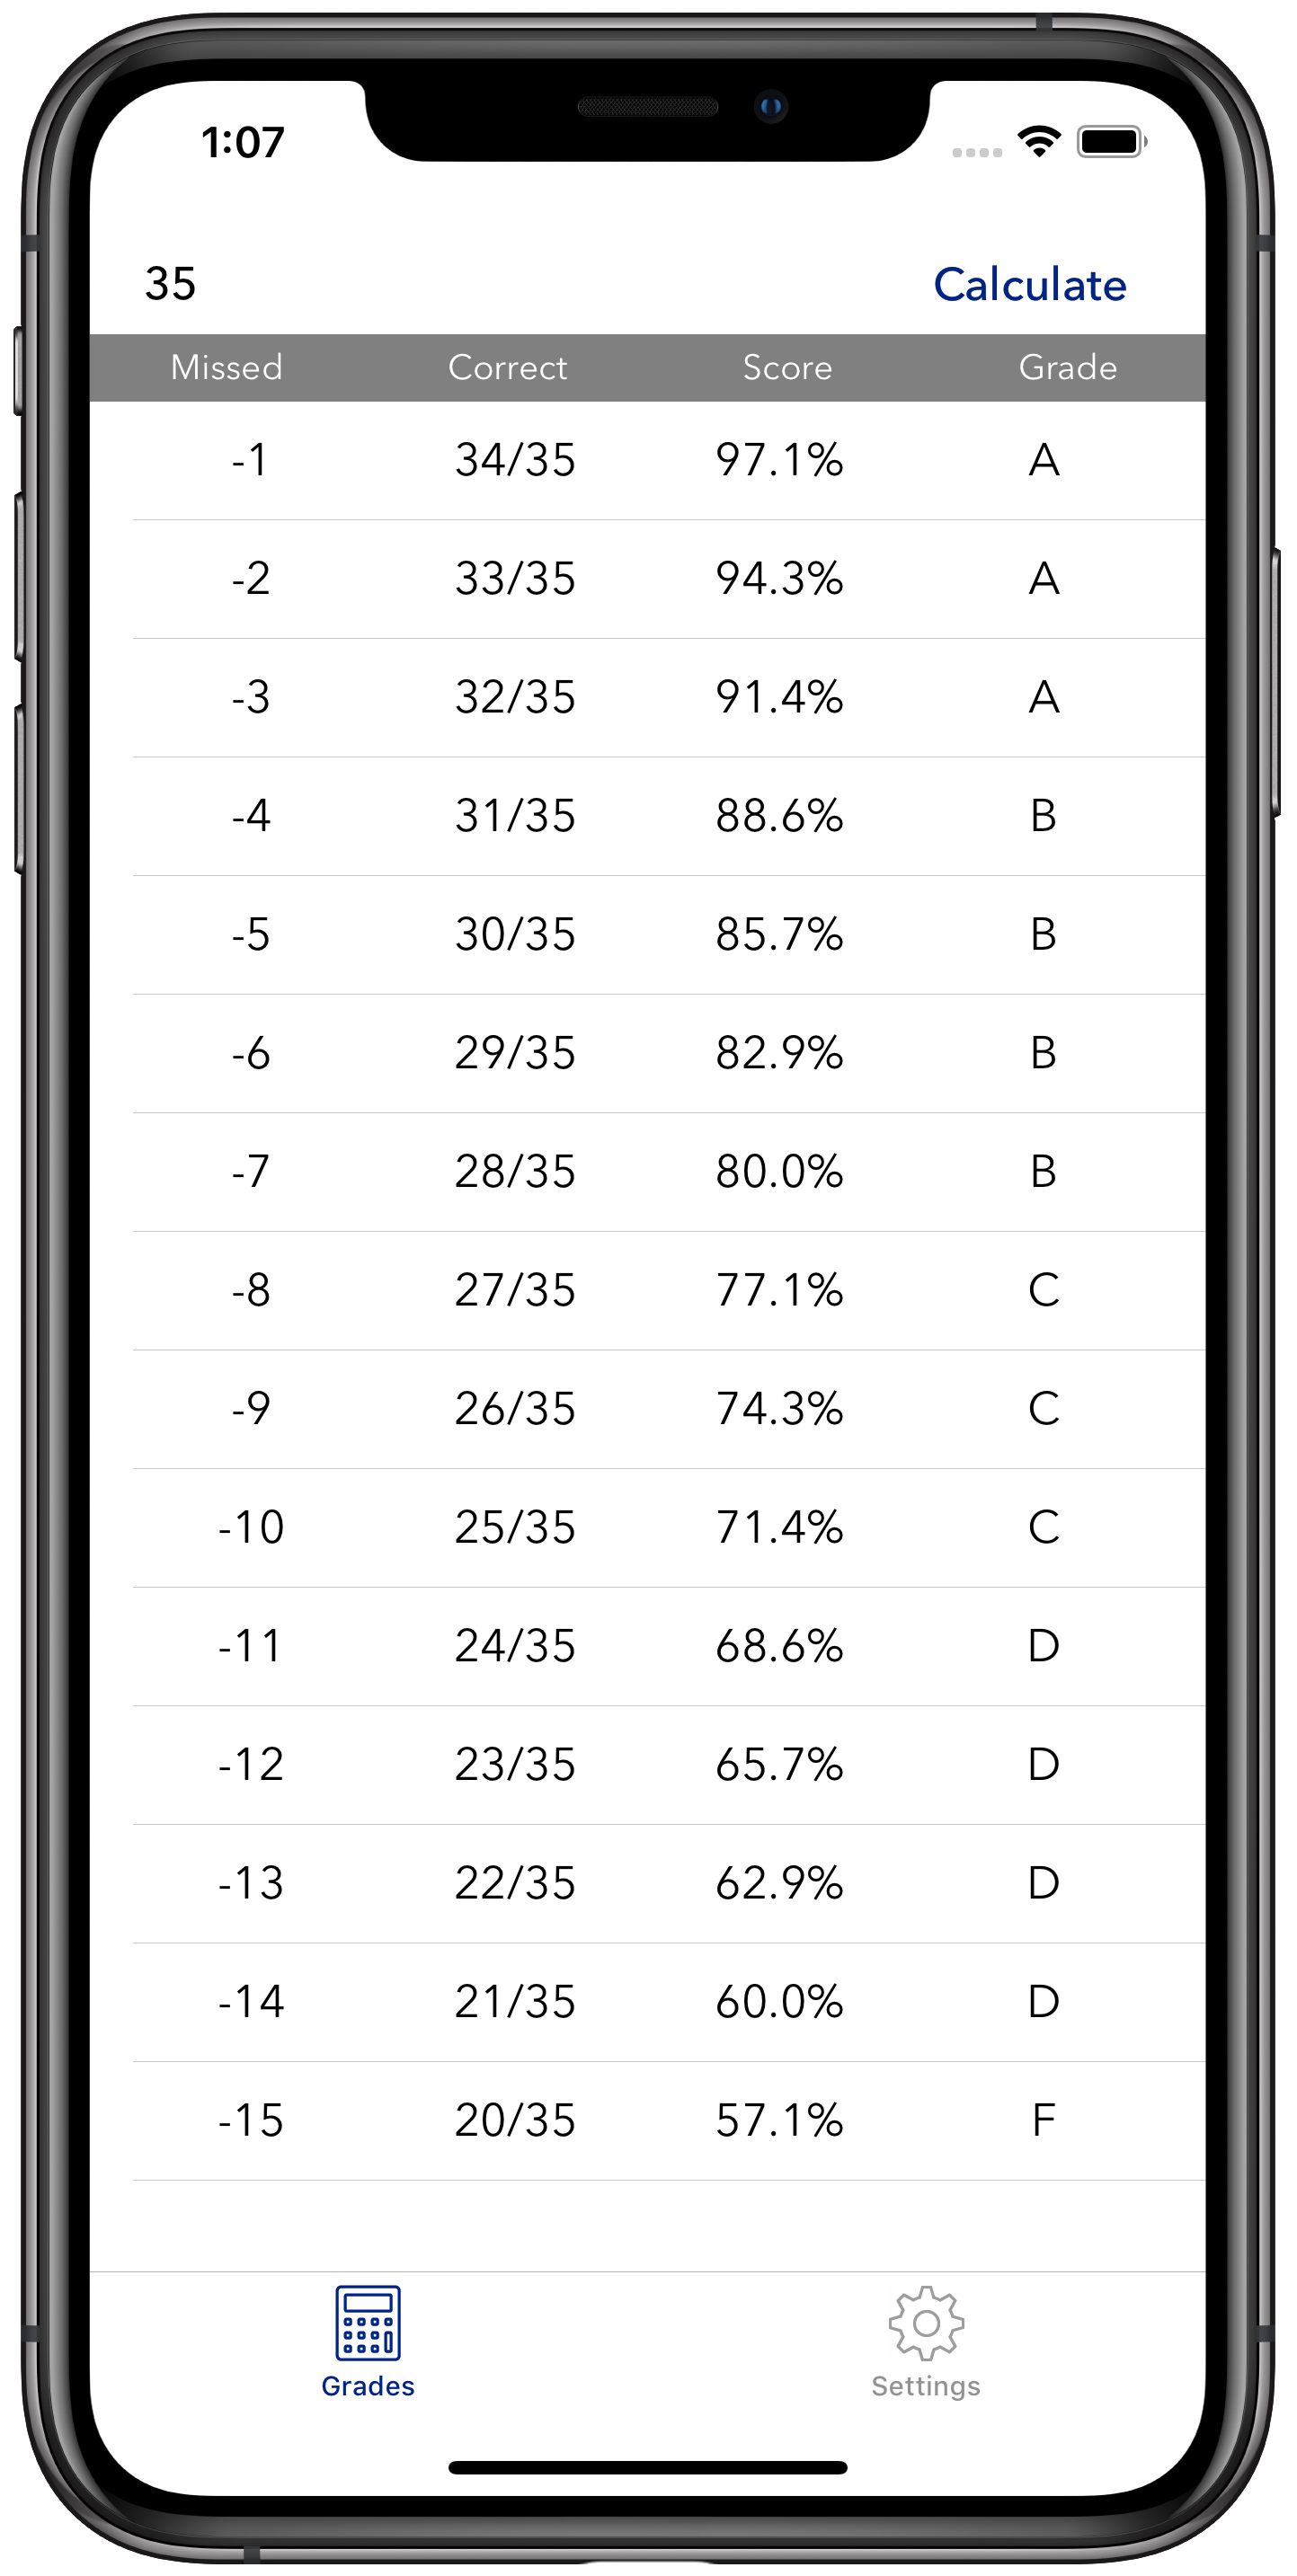 1:07
35 Calculate
Missed Correct Score Grade
-1 34/35 97.1% A
-2 33/35 94.3% A
-3 32/35 91.4% A
-4 31/35 88.6% B
-5 30/35 85.7% B
-6 29/35 82.9% B
-7 28/35 80.0% B
-8 27/35 77.1% C
-9 26/35 74.3% C
-10 25/35 71.4% C
-11 24/35 68.6% D
-12 23/35 65.7% D
-13 22/35 62.9% D
-14 21/35 60.0% D
-15 20/35 57.1% F
Grades Settings